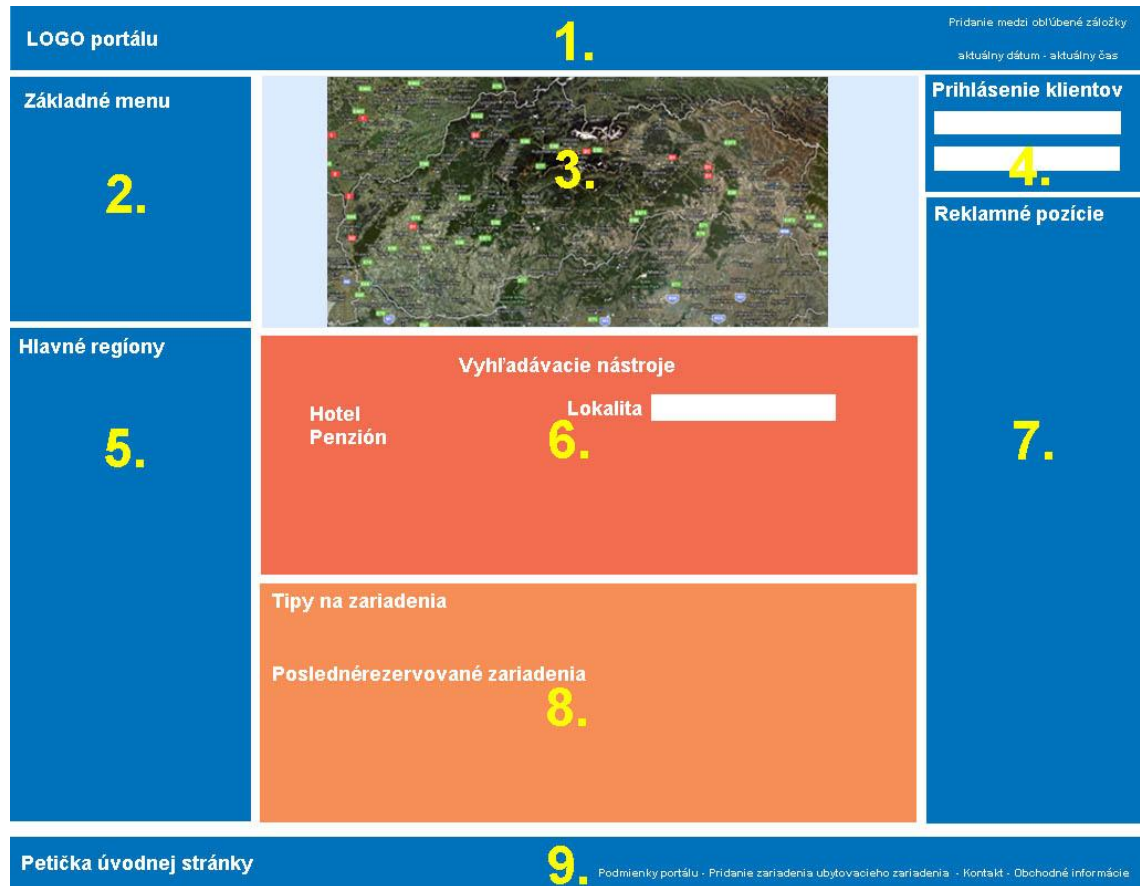 LOGO portálu
1.
Pridanie medzi obľúbené záložky
aktuálny dátum - aktuálny čas
Základné menu
2.
3.
Prihlásenie klientov
4.
Hlavné regíony
5.
Vyhľadávacie nástroje
Hotel
Lokalita
Penzión
6.
Reklamné pozície
7.
Tipy na zariadenia
Poslednérezervované zariadenia
8.
Petička úvodnej stránky
9.
Podmienky portálu - Pridanie zariadenia ubytovacieho zariadenia - Kontakt - Obchodné informácie